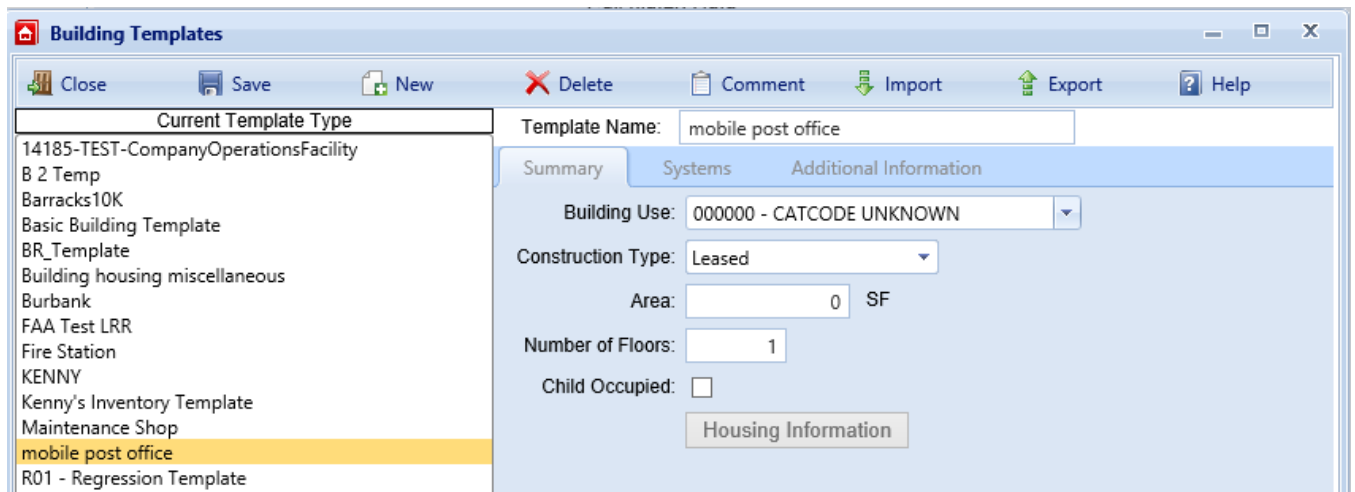 Building Templates
Close Save New Delete Comment Import Export Help
Current Template Type
14185-TEST-CompanyOperationsFacility
B 2 Temp
Barracks10K
Basic Building Template
BR_Template
Building housing miscellaneous
Burbank
FAA Test LRR
Fire Station
KENNY
Kenny's Inventory Template
Maintenance Shop
mobile post office
R01 - Regression Template
Template Name: mobile post office
Summary Systems Additional Information
Building Use: 000000 - CATCODE UNKNOWN
Construction Type: Leased
Area: 0 SF
Number of Floors: 1
Child Occupied:
Housing Information